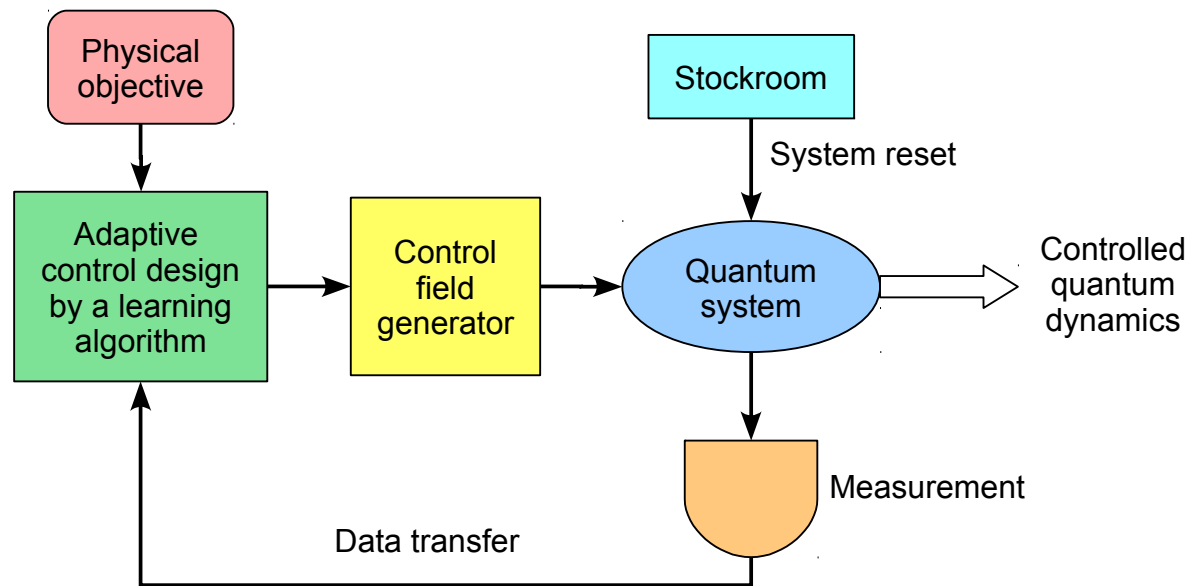 Physical
objective
Stockroom
System reset
Adaptive
control design
by a learning
algorithm
Control
field
generator
Quantum
system
Controlled
quantum
dynamics
Measurement
Data transfer